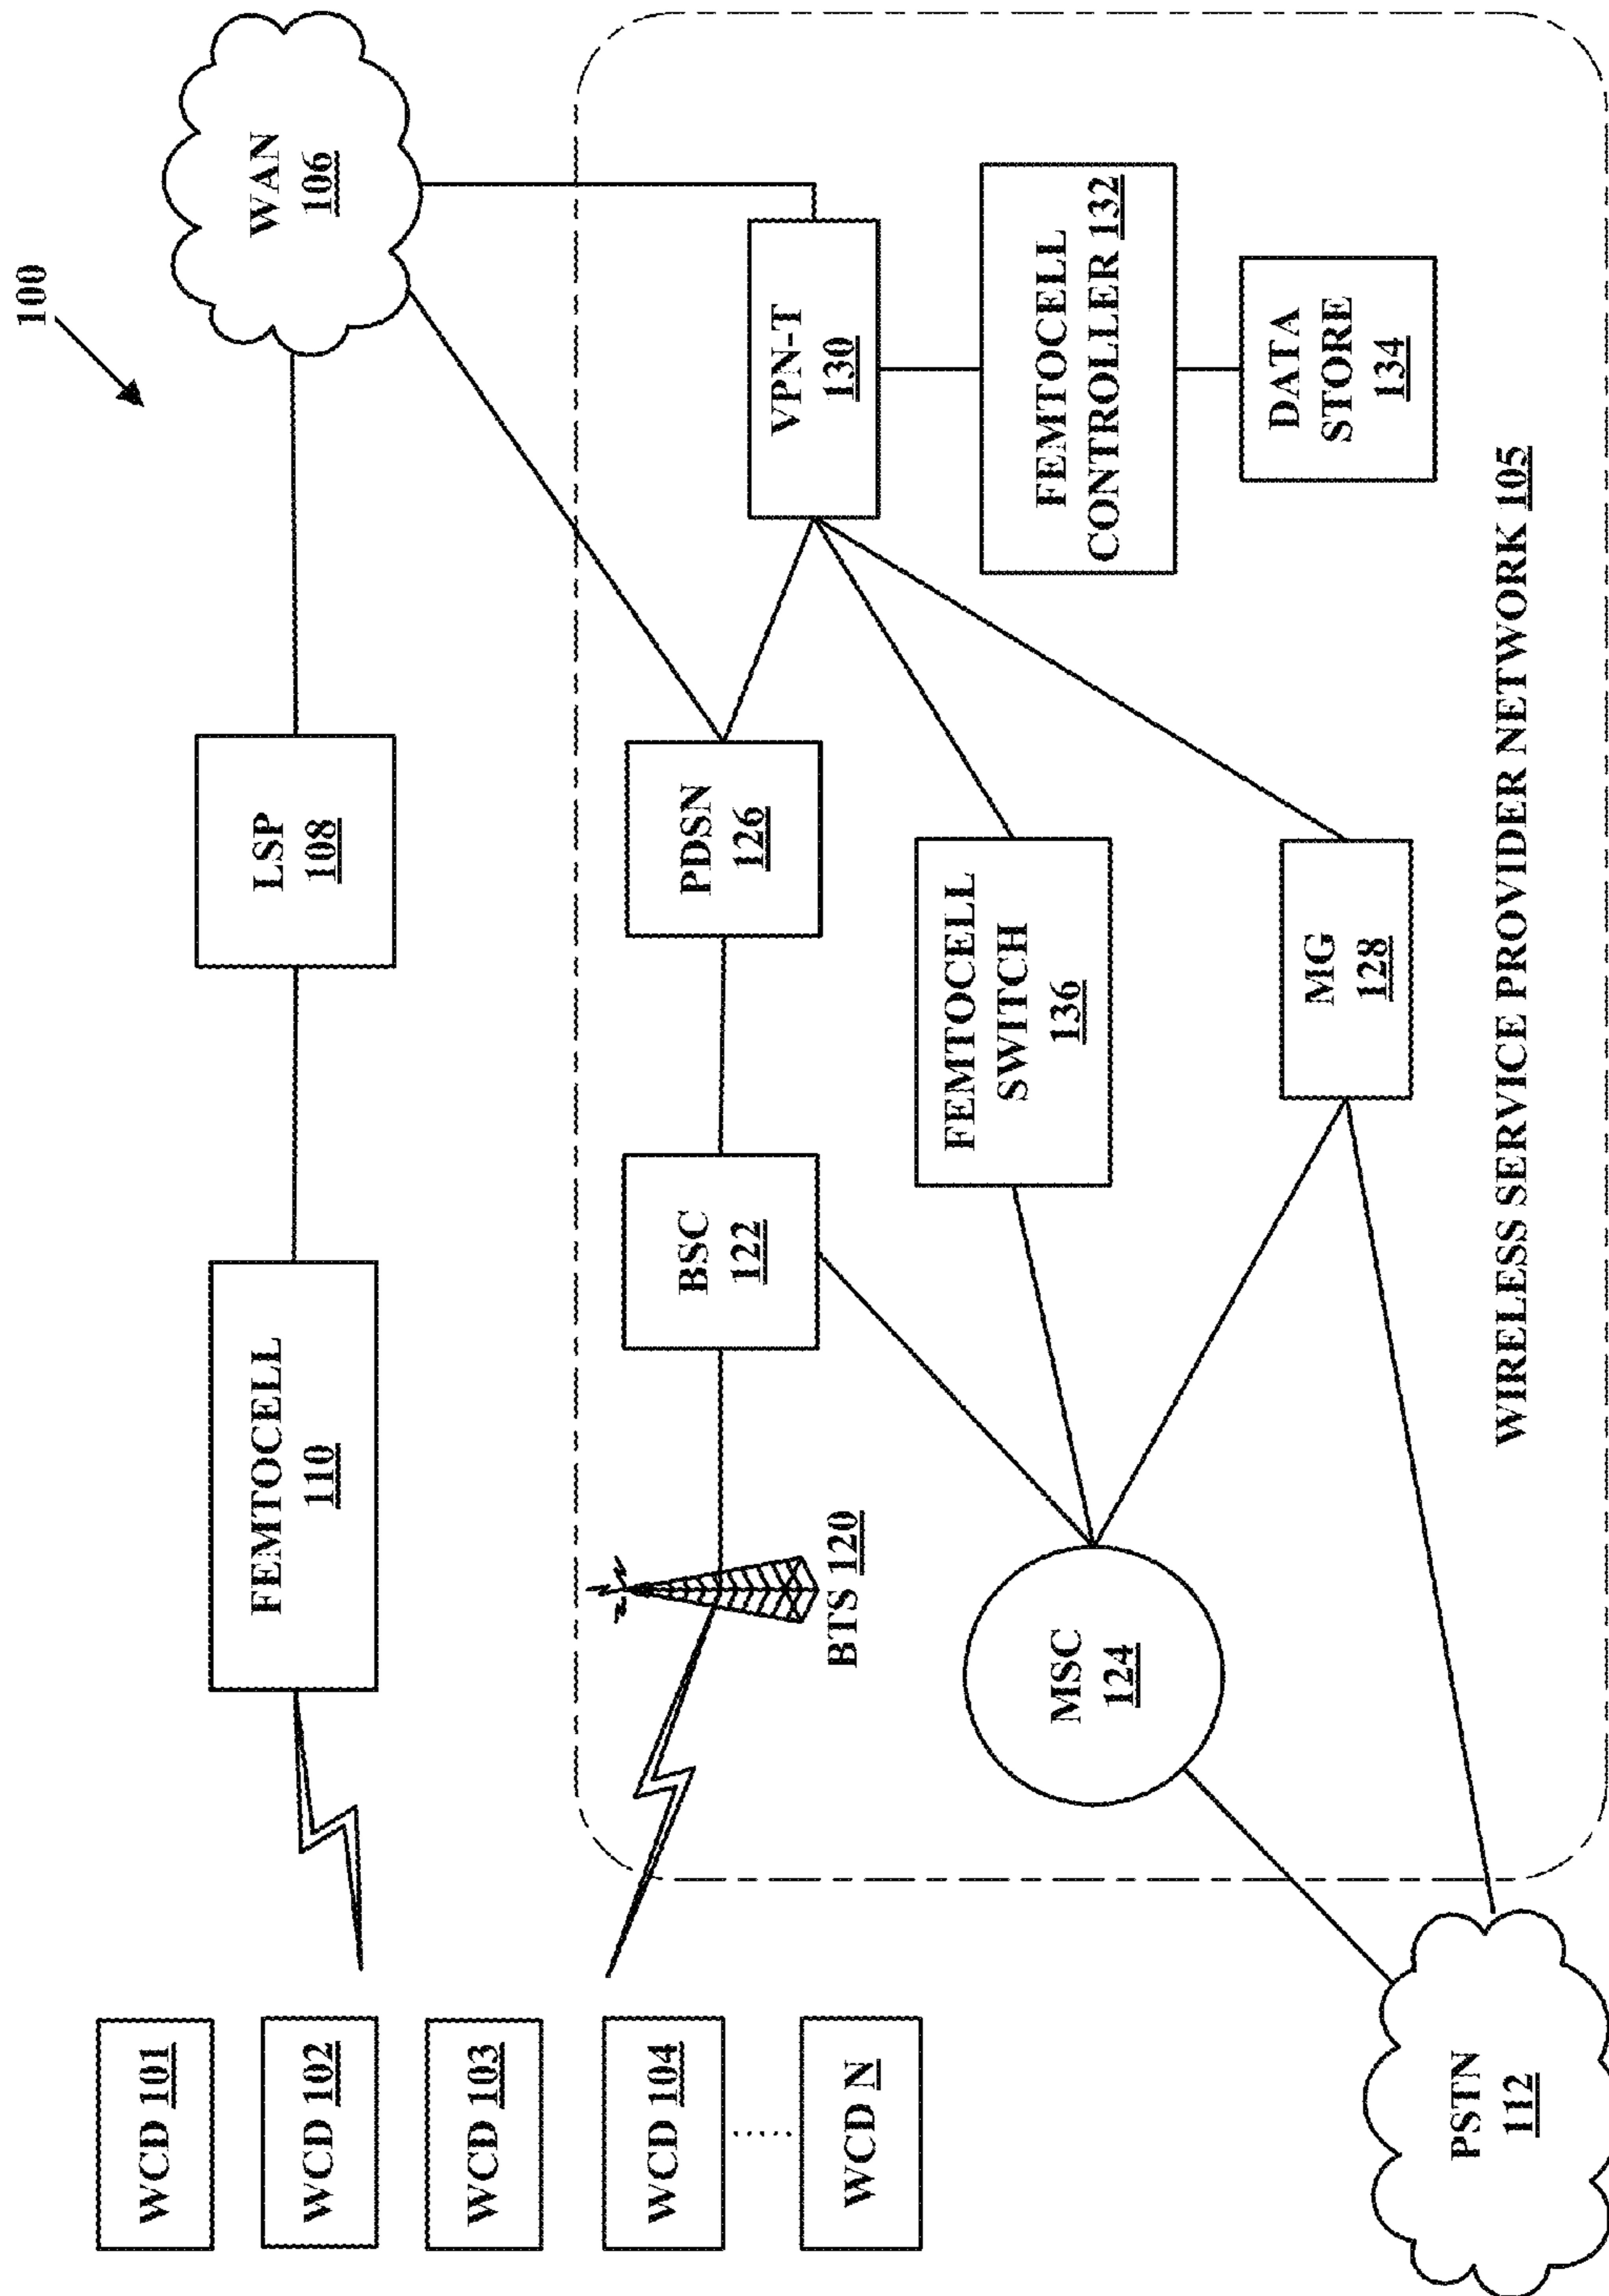 100
WCD 101
WCD 102
WCD 103
WCD 104
WCD N
FEMTOCELL
110
LSP
108
WAN
106
BTS 120
BSC
122
PDSN
126
VPN-T
130
FEMTOCELL
CONTROLLER 132
DATA
STORE
134
FEMTOCELL
SWITCH
136
MSC
124
MG
128
PSTN
112
WIRELESS SERVICE PROVIDER NETWORK 105